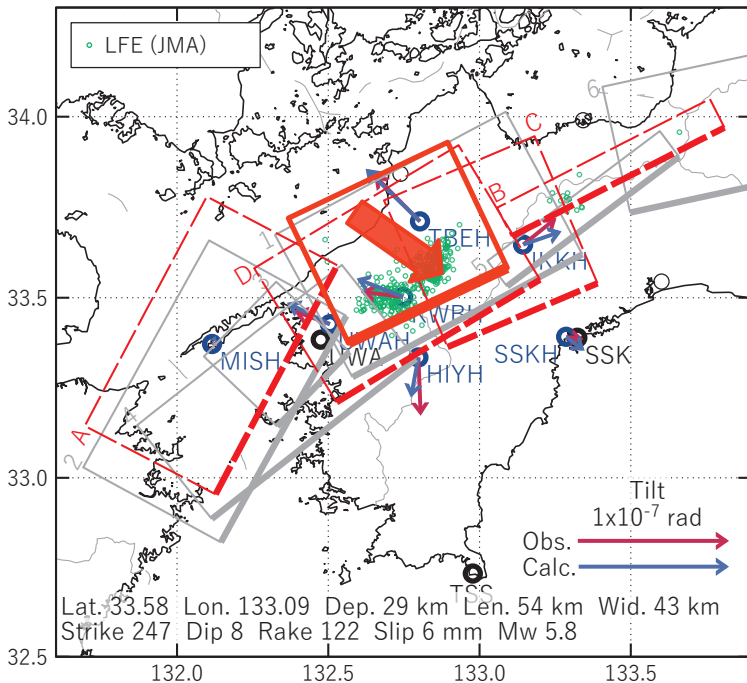 LFE (JMA)
34.0
33.5
33.0
32.5
132.0
132.5
133.0
133.5
6
C
B
1
5
D
3
A
2
TBEH
IKKH
KWBH
UWAH
UWA
MISH
HIYH
SSKH
SSK
TSS
Tilt
1x10⁻⁷ rad
Obs.
Calc.
Lat. 33.58 Lon. 133.09 Dep. 29 km Len. 54 km Wid. 43 km
Strike 247 Dip 8 Rake 122 Slip 6 mm Mw 5.8